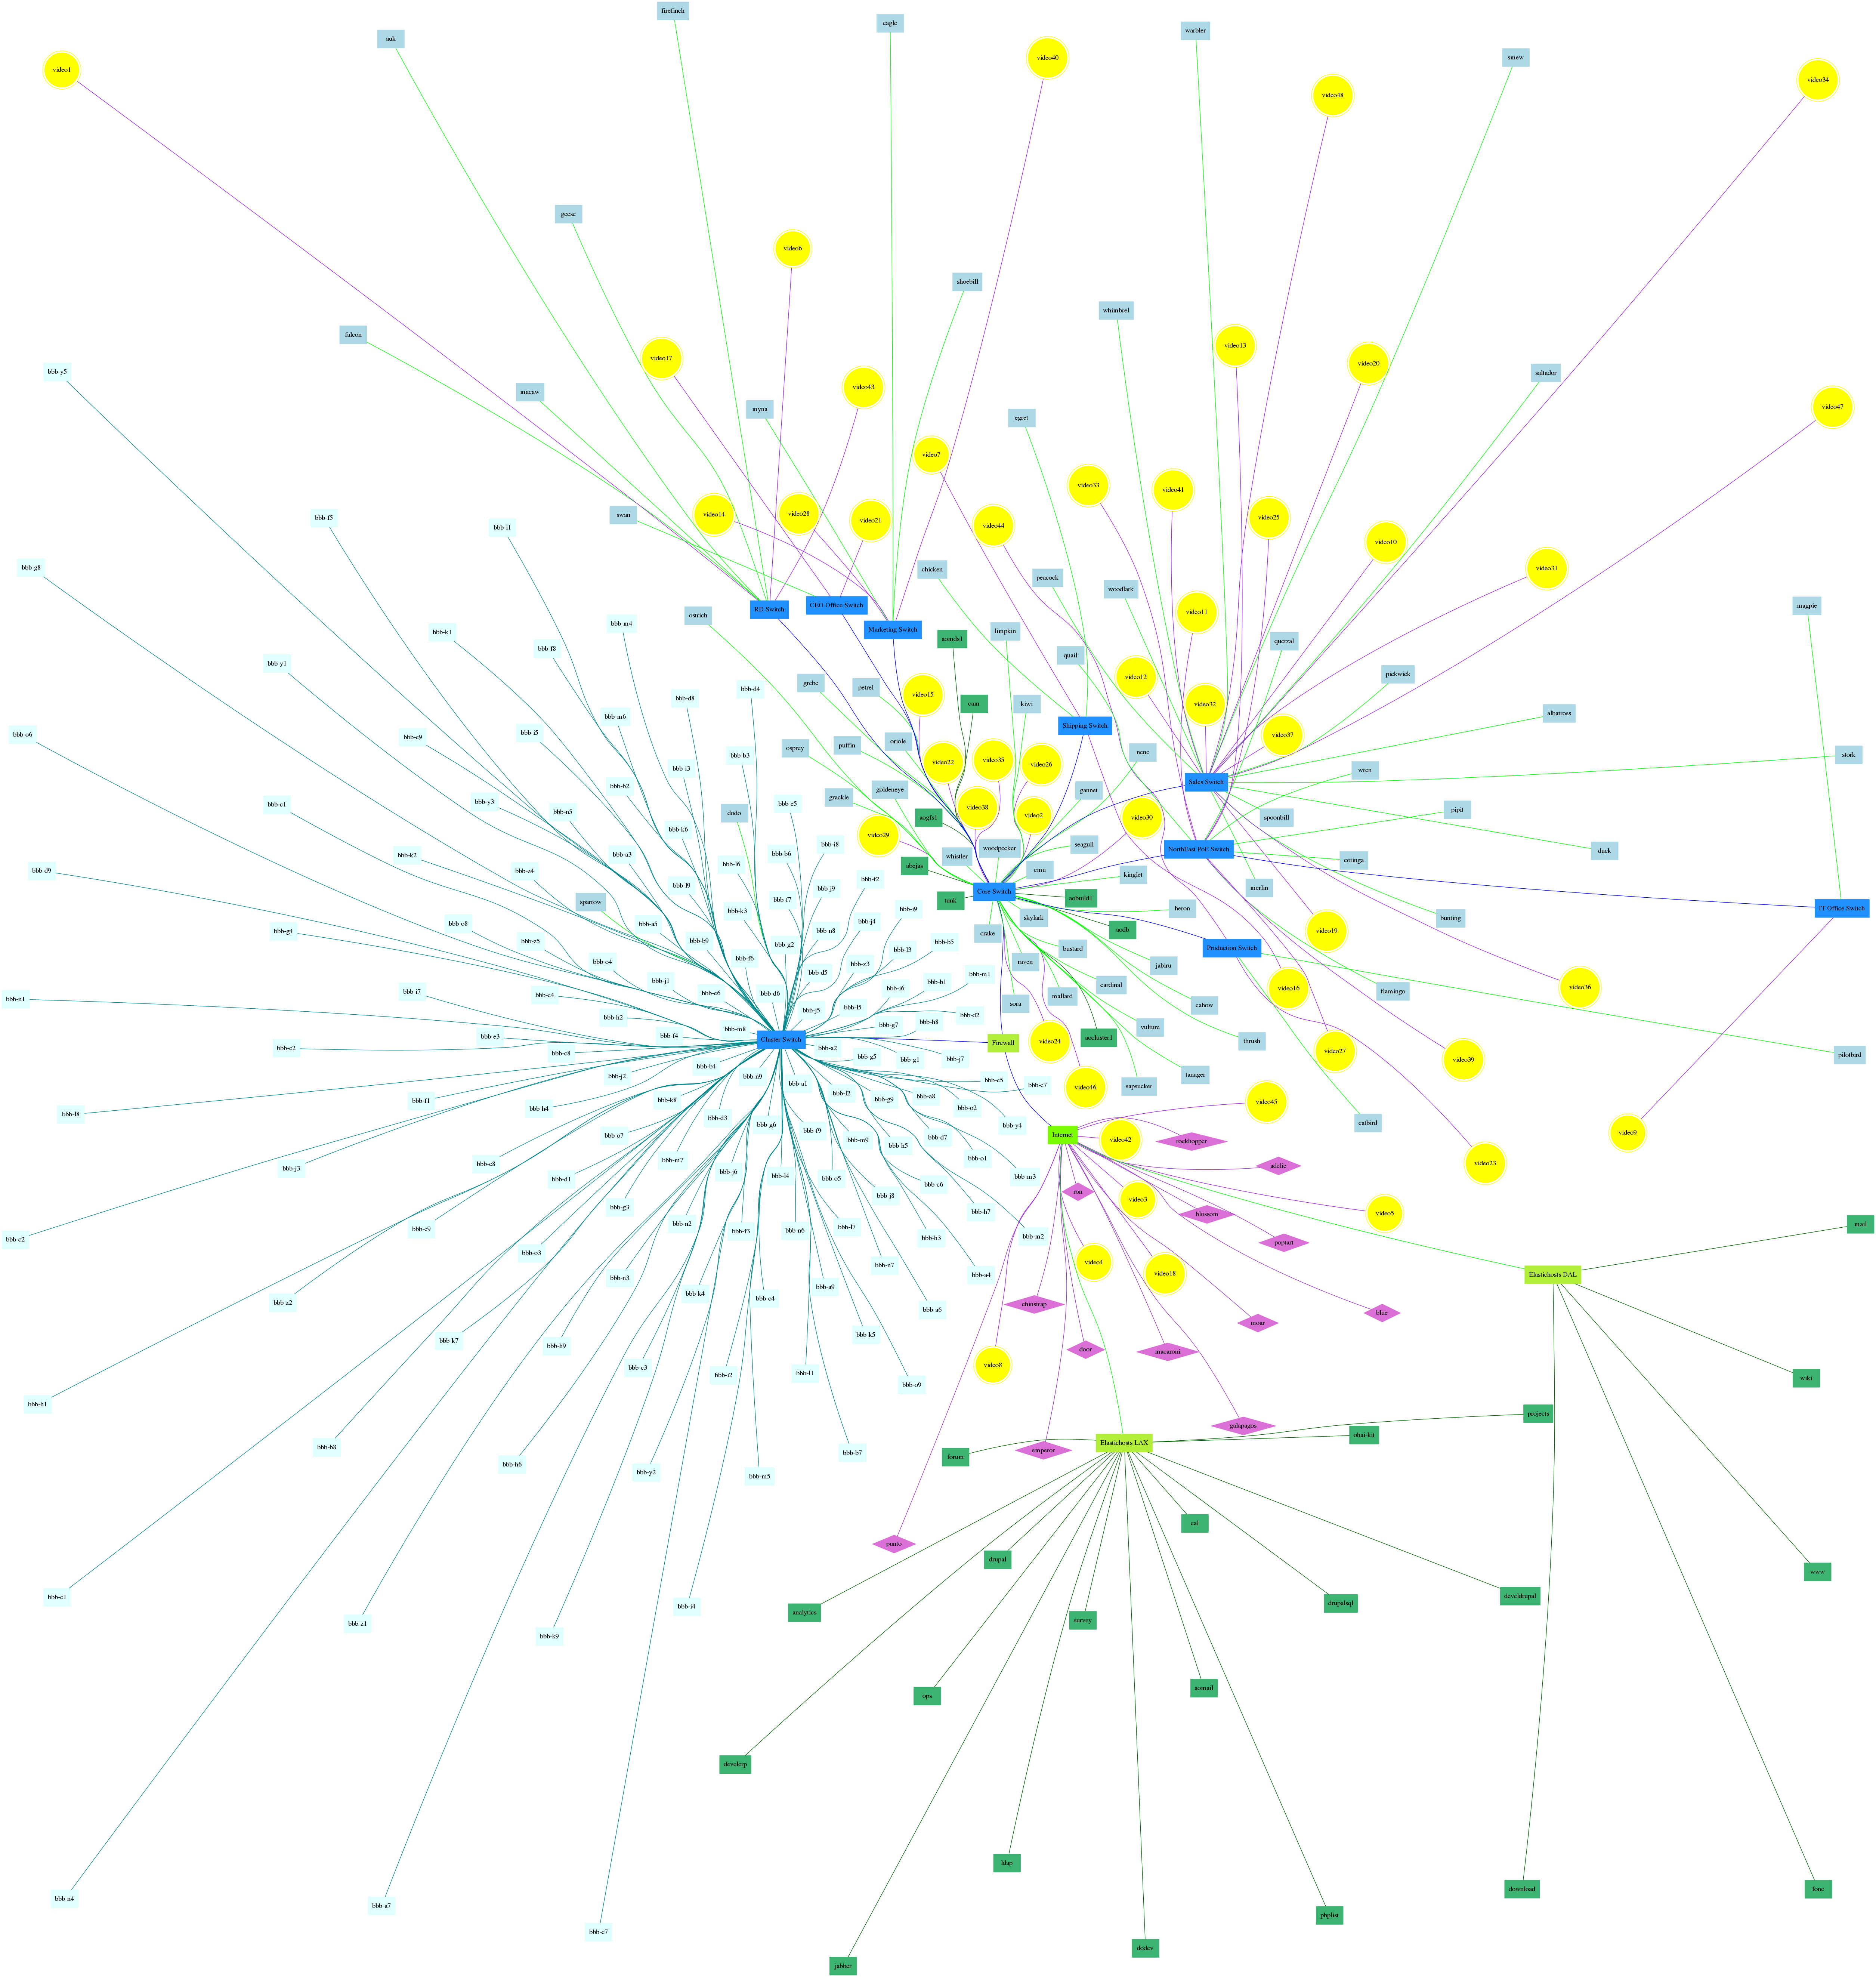 firefinch
eagle
warbler
auk
smew
video40
video1
video34
video48
geese
video6
shoebill
whimbrel
falcon
video13
video17
video20
bbb-y5
saltador
video43
macaw
video47
myna
egret
video7
video33
video41
video14
video28
swan
bbb-f5
video25
video21
video44
bbb-i1
video10
bbb-g8
video31
chicken
peacock
woodlark
RD Switch
CEO Office Switch
magpie
video11
ostrich
bbb-m4
Marketing Switch
bbb-k1
limpkin
aomds1
quetzal
bbb-f8
quail
bbb-y1
pickwick
video12
grebe
petrel
bbb-d4
video15
bbb-d8
cam
kiwi
video32
albatross
bbb-m6
Shipping Switch
bbb-i5
bbb-o6
video37
bbb-c9
oriole
puffin
osprey
nene
stork
bbb-h3
video35
video22
video26
bbb-i3
wren
Sales Switch
goldeneye
bbb-b2
gannet
grackle
bbb-y3
bbb-c1
bbb-e5
video38
pipit
bbb-n5
dodo
video2
aogfs1
spoonbill
video30
bbb-k6
video29
bbb-i8
seagull
woodpecker
NorthEast PoE Switch
duck
bbb-b6
bbb-a3
bbb-k2
whistler
cotinga
bbb-l6
abejas
bbb-d9
emu
bbb-z4
kinglet
bbb-f2
bbb-l9
bbb-j9
merlin
Core Switch
aobuild1
bbb-f7
tunk
sparrow
IT Office Switch
heron
bbb-k3
bbb-i9
skylark
bunting
bbb-j4
bbb-o8
bbb-a5
aodb
bbb-n8
bbb-g4
video19
crake
bbb-b9
bbb-z5
bbb-h5
bbb-g2
Production Switch
bustard
bbb-l3
bbb-f6
raven
bbb-o4
bbb-z3
jabiru
bbb-d5
bbb-m1
bbb-j1
bbb-b1
cardinal
video16
video36
bbb-i6
bbb-i7
flamingo
bbb-e6
bbb-e4
bbb-d6
mallard
bbb-n1
cahow
sora
bbb-l5
bbb-j5
bbb-d2
bbb-h2
bbb-h8
bbb-g7
vulture
bbb-m8
bbb-f4
bbb-e3
aocluster1
Cluster Switch
thrush
video24
Firewall
bbb-e2
bbb-a2
video27
bbb-c8
pilotbird
bbb-g5
bbb-g1
bbb-j7
video39
bbb-b4
tanager
bbb-j2
bbb-n9
bbb-c5
bbb-a1
bbb-e7
sapsucker
video46
bbb-l2
bbb-a8
bbb-g9
bbb-f1
bbb-k8
video45
bbb-o2
bbb-h4
bbb-l8
bbb-d3
bbb-g6
catbird
bbb-y4
bbb-f9
video9
Internet
bbb-o7
bbb-d7
video42
bbb-m9
rockhopper
bbb-h5
bbb-o1
bbb-m7
bbb-e8
video23
adelie
bbb-j3
bbb-j6
bbb-l4
bbb-m3
bbb-o5
bbb-d1
bbb-c6
ron
bbb-j8
video3
bbb-g3
bbb-h7
video5
blossom
bbb-n2
mail
bbb-l7
bbb-e9
bbb-n6
bbb-f3
bbb-m2
bbb-h3
bbb-c2
poptart
bbb-o3
video4
bbb-n7
video18
Elastichosts DAL
bbb-a4
bbb-n3
bbb-a9
bbb-k4
bbb-c4
bbb-z2
chinstrap
bbb-a6
blue
moar
bbb-k5
bbb-k7
bbb-h9
door
macaroni
video8
bbb-c3
bbb-l1
bbb-i2
wiki
bbb-o9
bbb-h1
projects
galapagos
ohai-kit
Elastichosts LAX
bbb-b8
emperor
bbb-b7
forum
bbb-h6
bbb-y2
bbb-m5
cal
punto
drupal
www
develdrupal
bbb-e1
drupalsql
bbb-i4
analytics
survey
bbb-z1
bbb-k9
aomail
ops
develerp
ldap
download
fone
bbb-n4
bbb-a7
phplist
bbb-c7
dodev
jabber